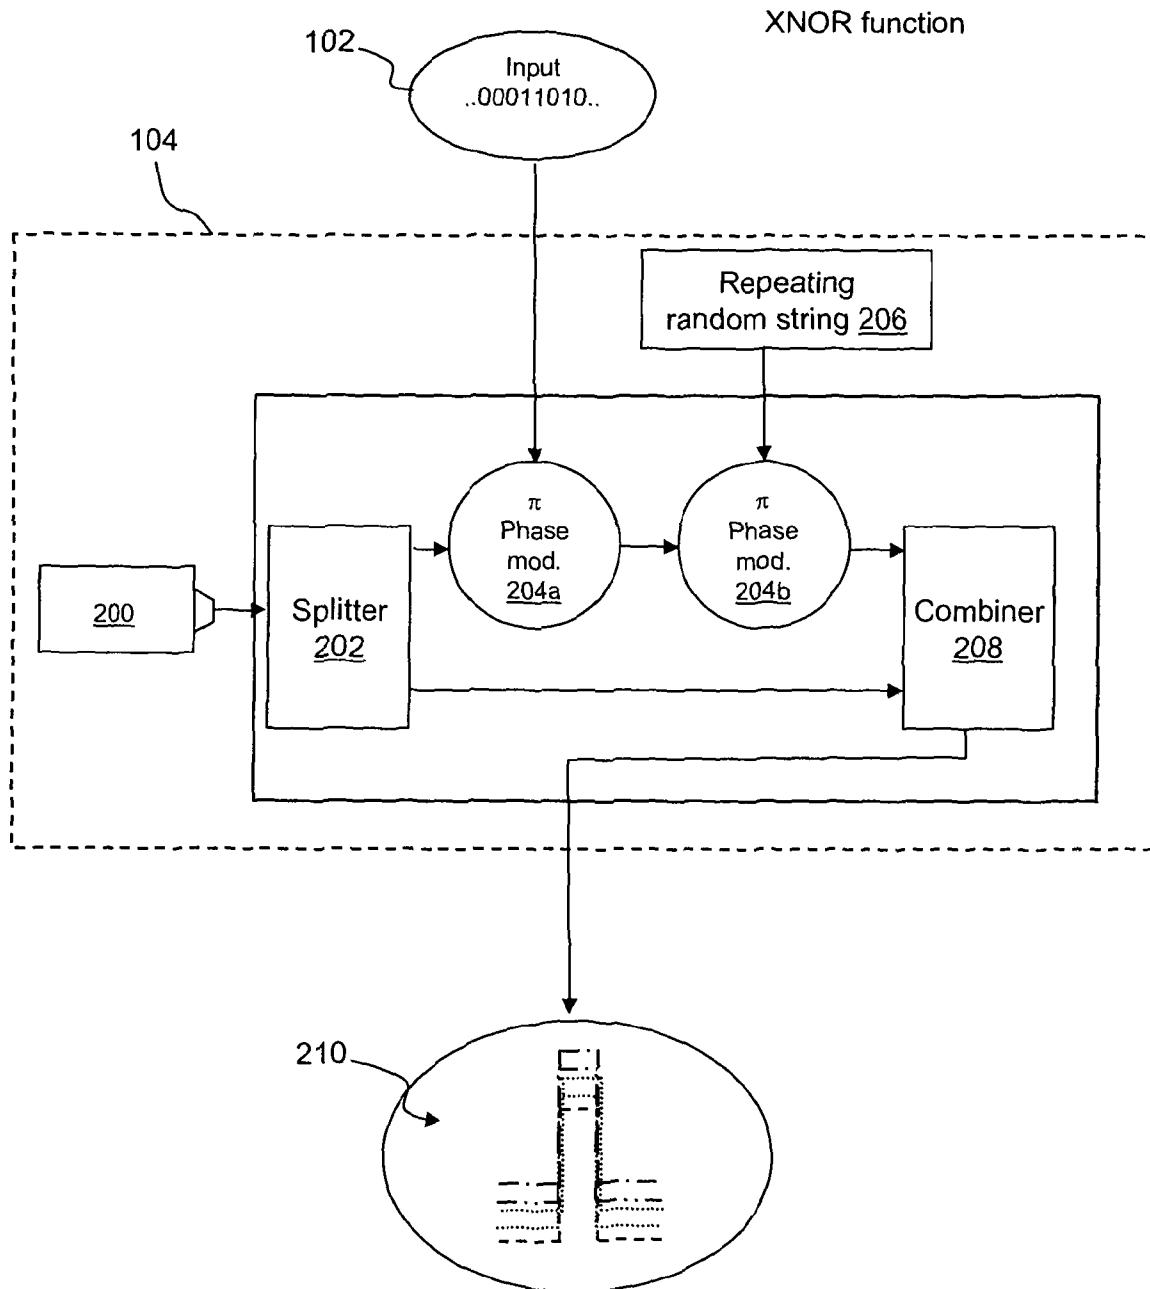 XNOR function
102
Input
..00011010..
104
Repeating
random string 206
π
Phase
mod.
204a
π
Phase
mod.
204b
200
Splitter
202
Combiner
208
210